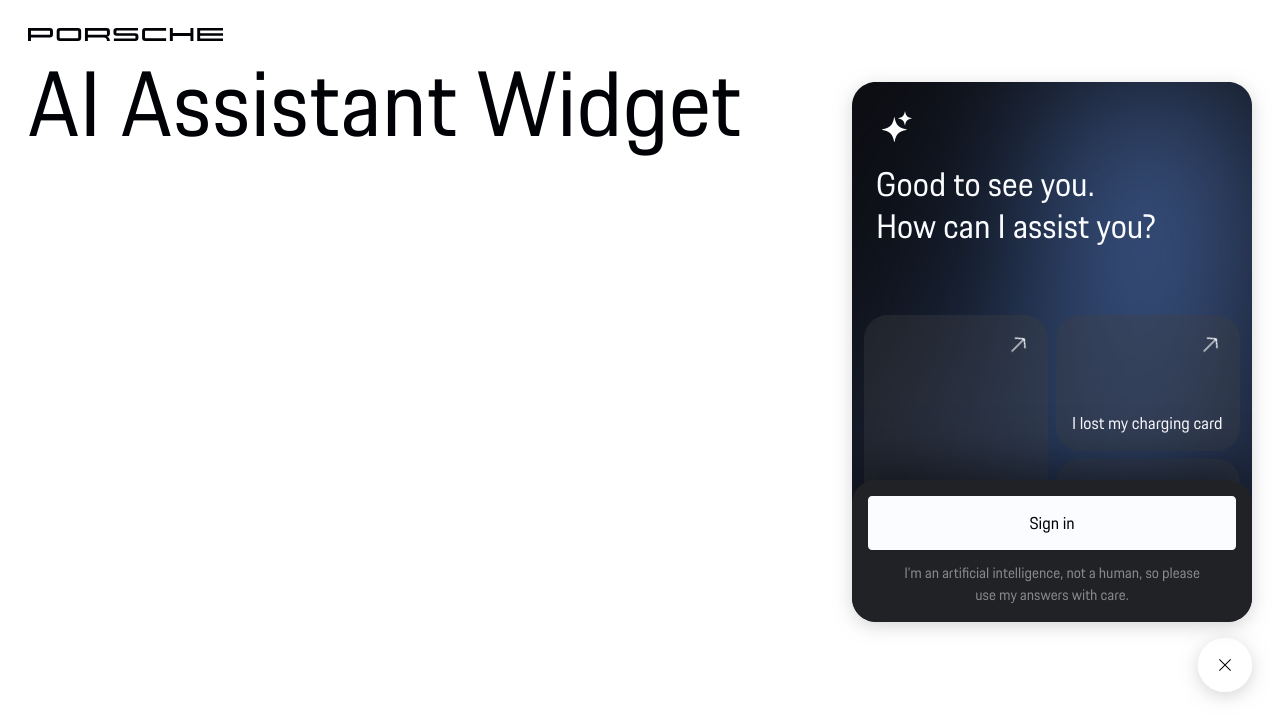 PORSCHE
AI Assistant Widget
Good to see you.
How can I assist you?
I lost my charging card
Sign in
I'm an artificial intelligence, not a human, so please
use my answers with care.